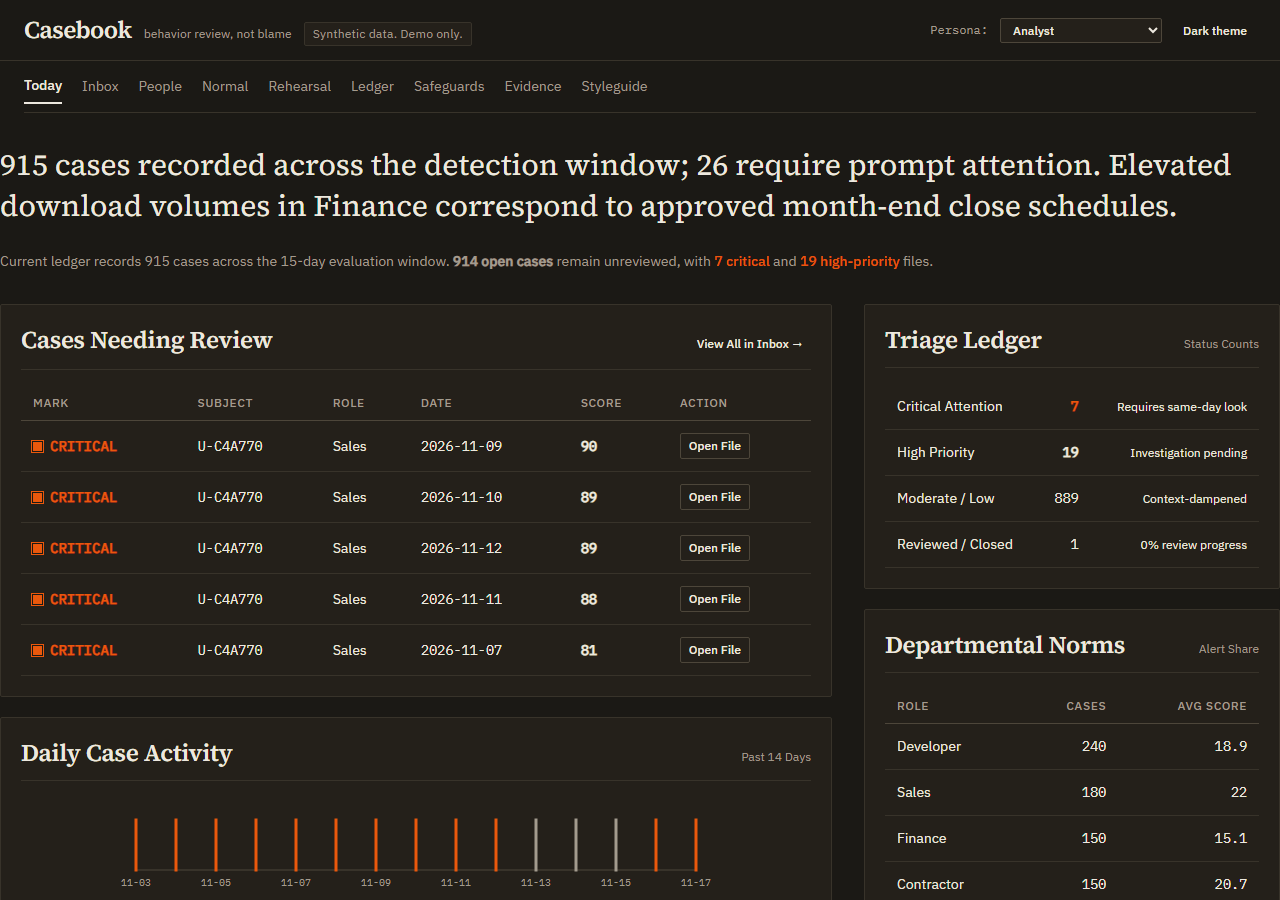 Casebook behavior review, not blame Synthetic data. Demo only. Persona: Analyst Dark theme
Today Inbox People Normal Rehearsal Ledger Safeguards Evidence Styleguide
915 cases recorded across the detection window; 26 require prompt attention. Elevated
download volumes in Finance correspond to approved month-end close schedules.
Current ledger records 915 cases across the 15-day evaluation window. 914 open cases remain unreviewed, with 7 critical and 19 high-priority files.
Cases Needing Review View All in Inbox →
MARK SUBJECT ROLE DATE SCORE ACTION
CRITICAL U-C4A770 Sales 2026-11-09 90 Open File
CRITICAL U-C4A770 Sales 2026-11-10 89 Open File
CRITICAL U-C4A770 Sales 2026-11-12 89 Open File
CRITICAL U-C4A770 Sales 2026-11-11 88 Open File
CRITICAL U-C4A770 Sales 2026-11-07 81 Open File
Daily Case Activity Past 14 Days
11-03 11-05 11-07 11-09 11-11 11-13 11-15 11-17
Triage Ledger Status Counts
Critical Attention 7 Requires same-day look
High Priority 19 Investigation pending
Moderate / Low 889 Context-dampened
Reviewed / Closed 1 0% review progress
Departmental Norms Alert Share
ROLE CASES AVG SCORE
Developer 240 18.9
Sales 180 22
Finance 150 15.1
Contractor 150 20.7